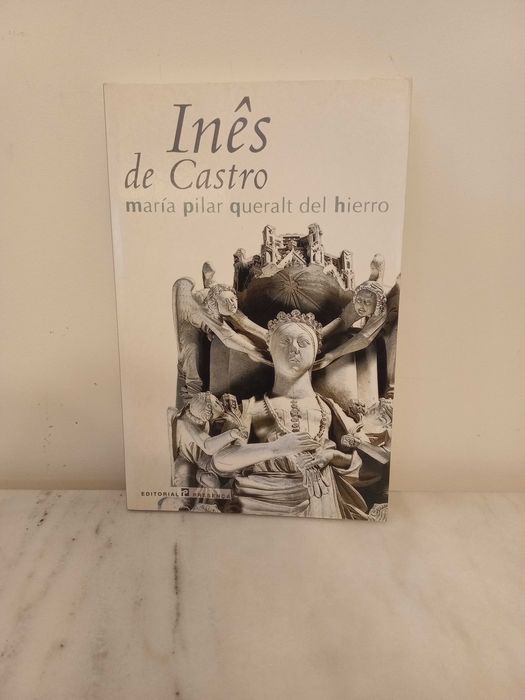 Inês
de Castro
maría pilar queralt del hierro
EDITORIAL PRESENÇA